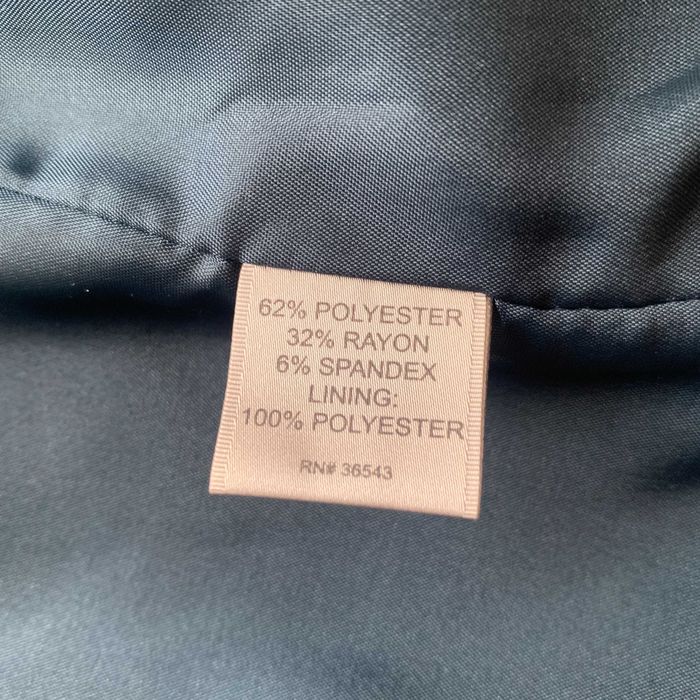 62% POLYESTER
32% RAYON
6% SPANDEX
LINING:
100% POLYESTER
RN# 36543